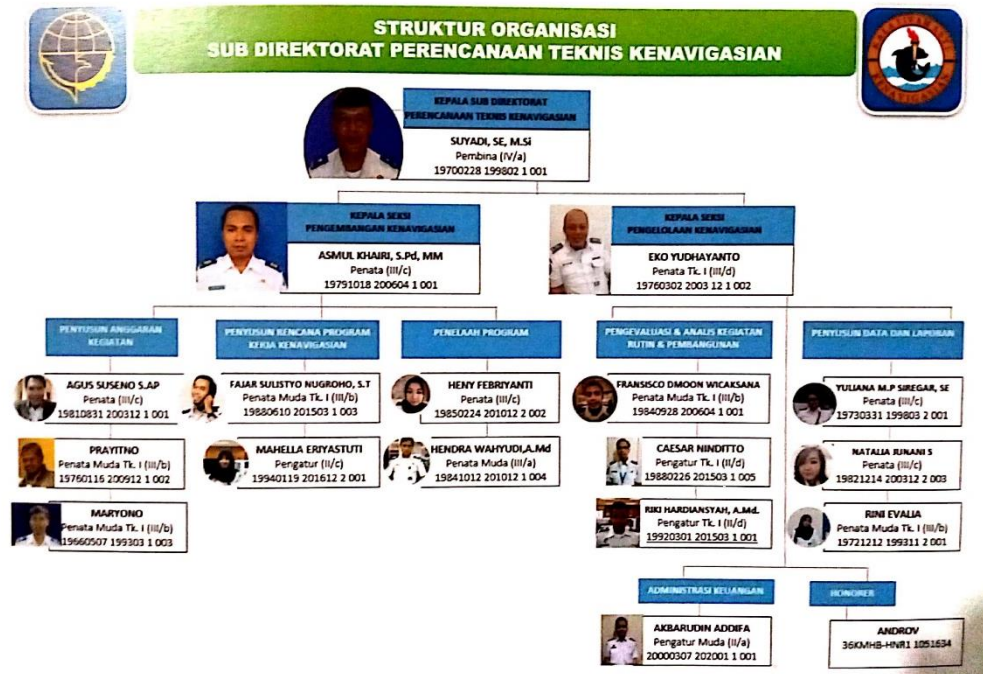 STRUKTUR ORGANISASI
SUB DIREKTORAT PERENCANAAN TEKNIS KENAVIGASIAN
KENAVIGASIAN
KEPALA SUB DIREKTORAT
PERENCANAAN TEKNIS KENAVIGASIAN
SUYADI, SE, M.Si
Pembina (IV/a)
19700228 199802 1 001
KEPALA SEKSI
PENGEMBANGAN KENAVIGASIAN
ASMUL KHAIRI, S.Pd, MM
Penata (III/c)
19791018 200604 1 001
KEPALA SEKSI
PENGELOLAAN KENAVIGASIAN
EKO YUDHAYANTO
Penata Tk. I (III/d)
19760302 2003 12 1 002
PENYUSUN ANGGARAN
KEGIATAN
AGUS SUSENO S.AP
Penata (III/c)
19810831 200312 1 001
PRAYITNO
Penata Muda Tk. I (III/b)
19760116 200912 1 002
MARYONO
Penata Muda Tk. I (III/b)
19660507 199303 1 003
PENYUSUN RENCANA PROGRAM
KERJA KENAVIGASIAN
FAJAR SULISTYO NUGROHO, S.T
Penata Muda Tk. I (III/b)
19880610 201503 1 003
MAHELLA ERIYASTUTI
Pengatur (II/c)
19940119 201612 2 001
PENELAAH PROGRAM
HENY FEBRIYANTI
Penata (III/c)
19850224 201012 2 002
HENDRA WAHYUDI,A.Md
Penata Muda (III/a)
19841012 201012 1 004
PENGEVALUASI & ANALIS KEGIATAN
RUTIN & PEMBANGUNAN
FRANSISCO DMOON WICAKSANA
Penata Muda Tk. I (III/b)
19840928 200604 1 001
CAESAR NINDITTO
Pengatur Tk. I (II/d)
19880226 201503 1 005
RIKI HARDIANSYAH, A.Md.
Pengatur Tk. I (II/d)
19920301 201503 1 001
PENYUSUN DATA DAN LAPORAN
YULIANA M.P SIREGAR, SE
Penata (III/c)
19730331 199803 2 001
NATALIA JUNANI S
Penata (III/c)
19821214 200312 2 003
RINI EVALIA
Penata Muda Tk. I (III/b)
19721212 199311 2 001
ADMINISTRASI KEUANGAN
AKBARUDIN ADDIFA
Pengatur Muda (II/a)
20000307 202001 1 001
HONORER
ANDROV
36KMHB-HNR1 1051634